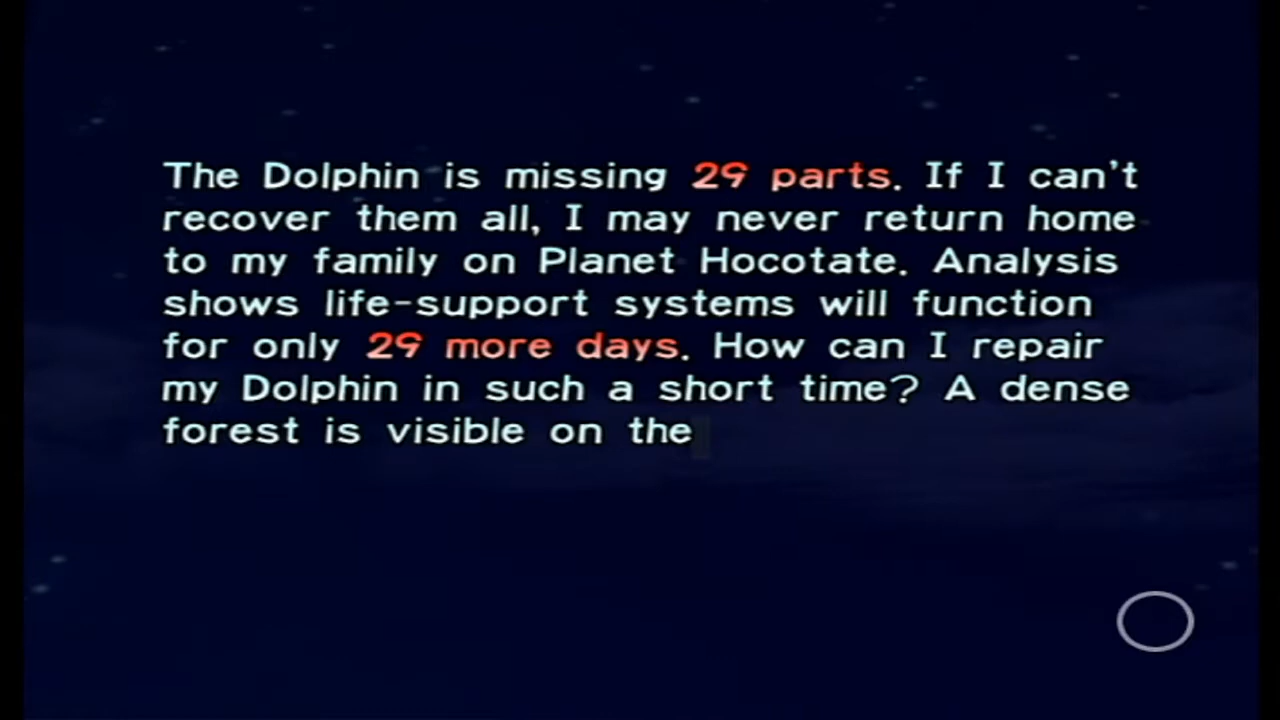 The Dolphin is missing 29 parts. If I can't
recover them all, I may never return home
to my family on Planet Hocotate. Analysis
shows life-support systems will function
for only 29 more days. How can I repair
my Dolphin in such a short time? A dense
forest is visible on the